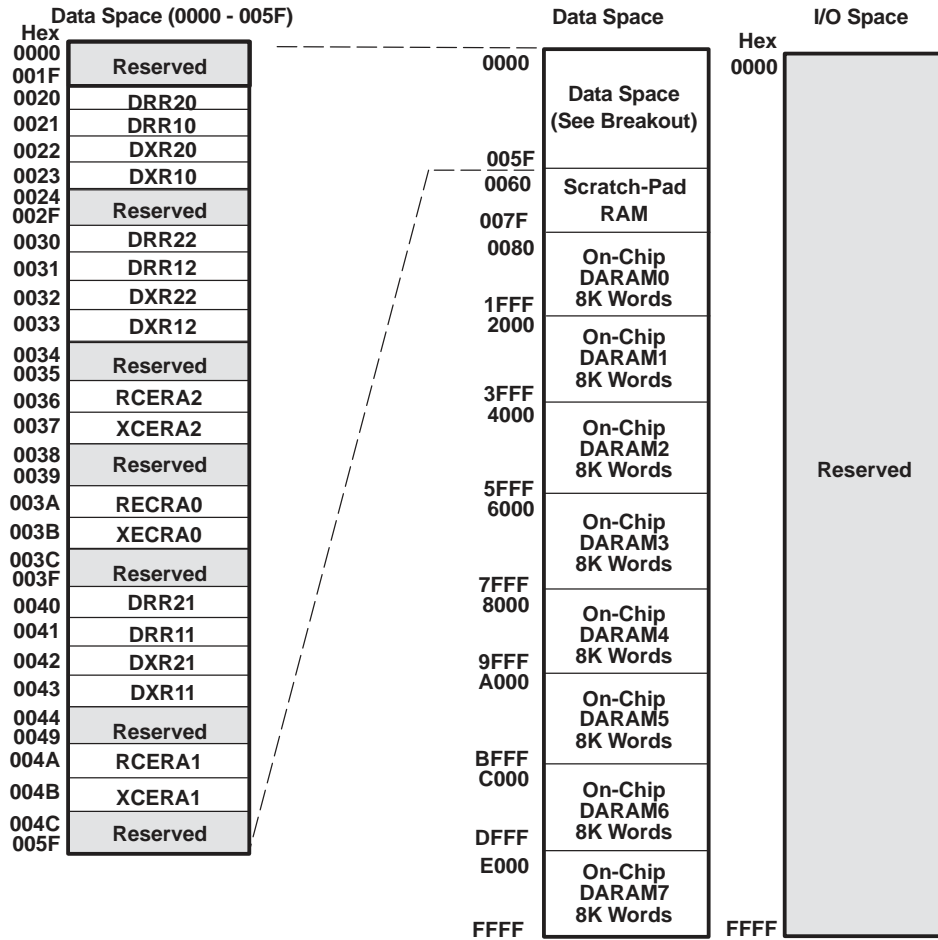 Data Space (0000 - 005F)
Hex
0000
001F
Reserved
0020
DRR20
0021
DRR10
0022
DXR20
0023
DXR10
0024
002F
Reserved
0030
DRR22
0031
DRR12
0032
DXR22
0033
DXR12
0034
0035
Reserved
0036
RCERA2
0037
XCERA2
0038
0039
Reserved
003A
RECRA0
003B
XECRA0
003C
003F
Reserved
0040
DRR21
0041
DRR11
0042
DXR21
0043
DXR11
0044
0049
Reserved
004A
RCERA1
004B
XCERA1
004C
005F
Reserved
Data Space
0000
Data Space
(See Breakout)
005F
0060
Scratch-Pad
RAM
007F
0080
On-Chip
DARAM0
8K Words
1FFF
2000
On-Chip
DARAM1
8K Words
3FFF
4000
On-Chip
DARAM2
8K Words
5FFF
6000
On-Chip
DARAM3
8K Words
7FFF
8000
On-Chip
DARAM4
8K Words
9FFF
A000
On-Chip
DARAM5
8K Words
BFFF
C000
On-Chip
DARAM6
8K Words
DFFF
E000
On-Chip
DARAM7
8K Words
FFFF
I/O Space
Hex
0000
Reserved
FFFF